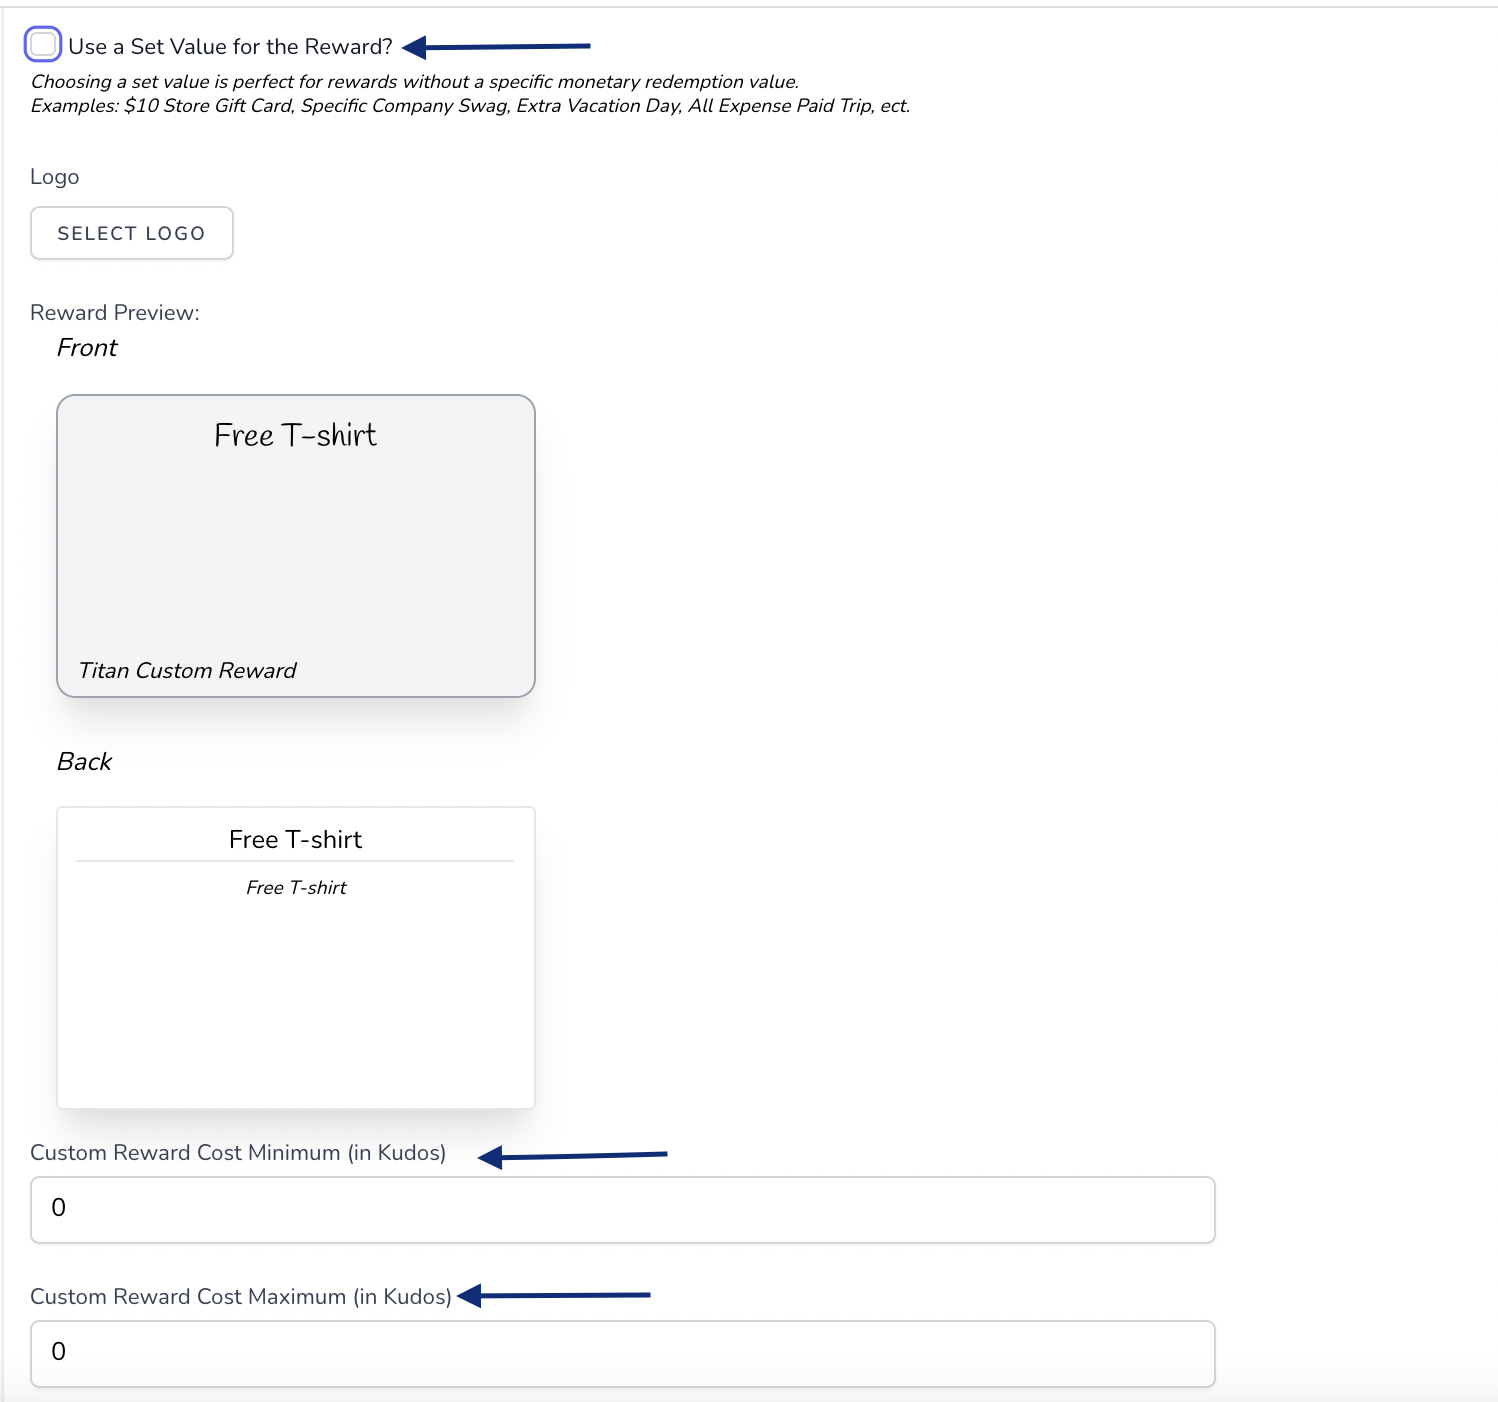 Use a Set Value for the Reward?
Choosing a set value is perfect for rewards without a specific monetary redemption value.
Examples: $10 Store Gift Card, Specific Company Swag, Extra Vacation Day, All Expense Paid Trip, ect.
Logo
SELECT LOGO
Reward Preview:
Front
Free T-shirt
Titan Custom Reward
Back
Free T-shirt
Free T-shirt
Custom Reward Cost Minimum (in Kudos)
0
Custom Reward Cost Maximum (in Kudos)
0